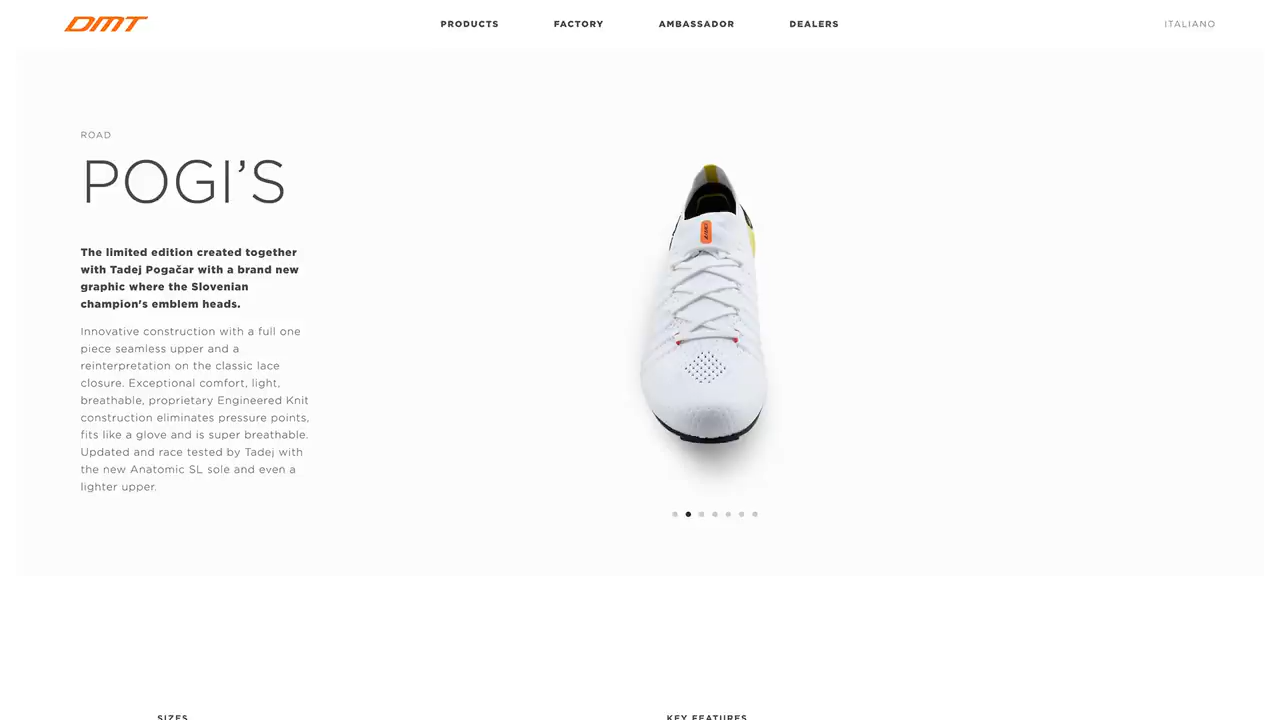 DMT
PRODUCTS
FACTORY
AMBASSADOR
DEALERS
ITALIANO
ROAD
POGI’S
The limited edition created together
with Tadej Pogačar with a brand new
graphic where the Slovenian
champion's emblem heads.
Innovative construction with a full one
piece seamless upper and a
reinterpretation on the classic lace
closure. Exceptional comfort, light,
breathable, proprietary Engineered Knit
construction eliminates pressure points,
fits like a glove and is super breathable.
Updated and race tested by Tadej with
the new Anatomic SL sole and even a
lighter upper.
SIZES
KEY FEATURES